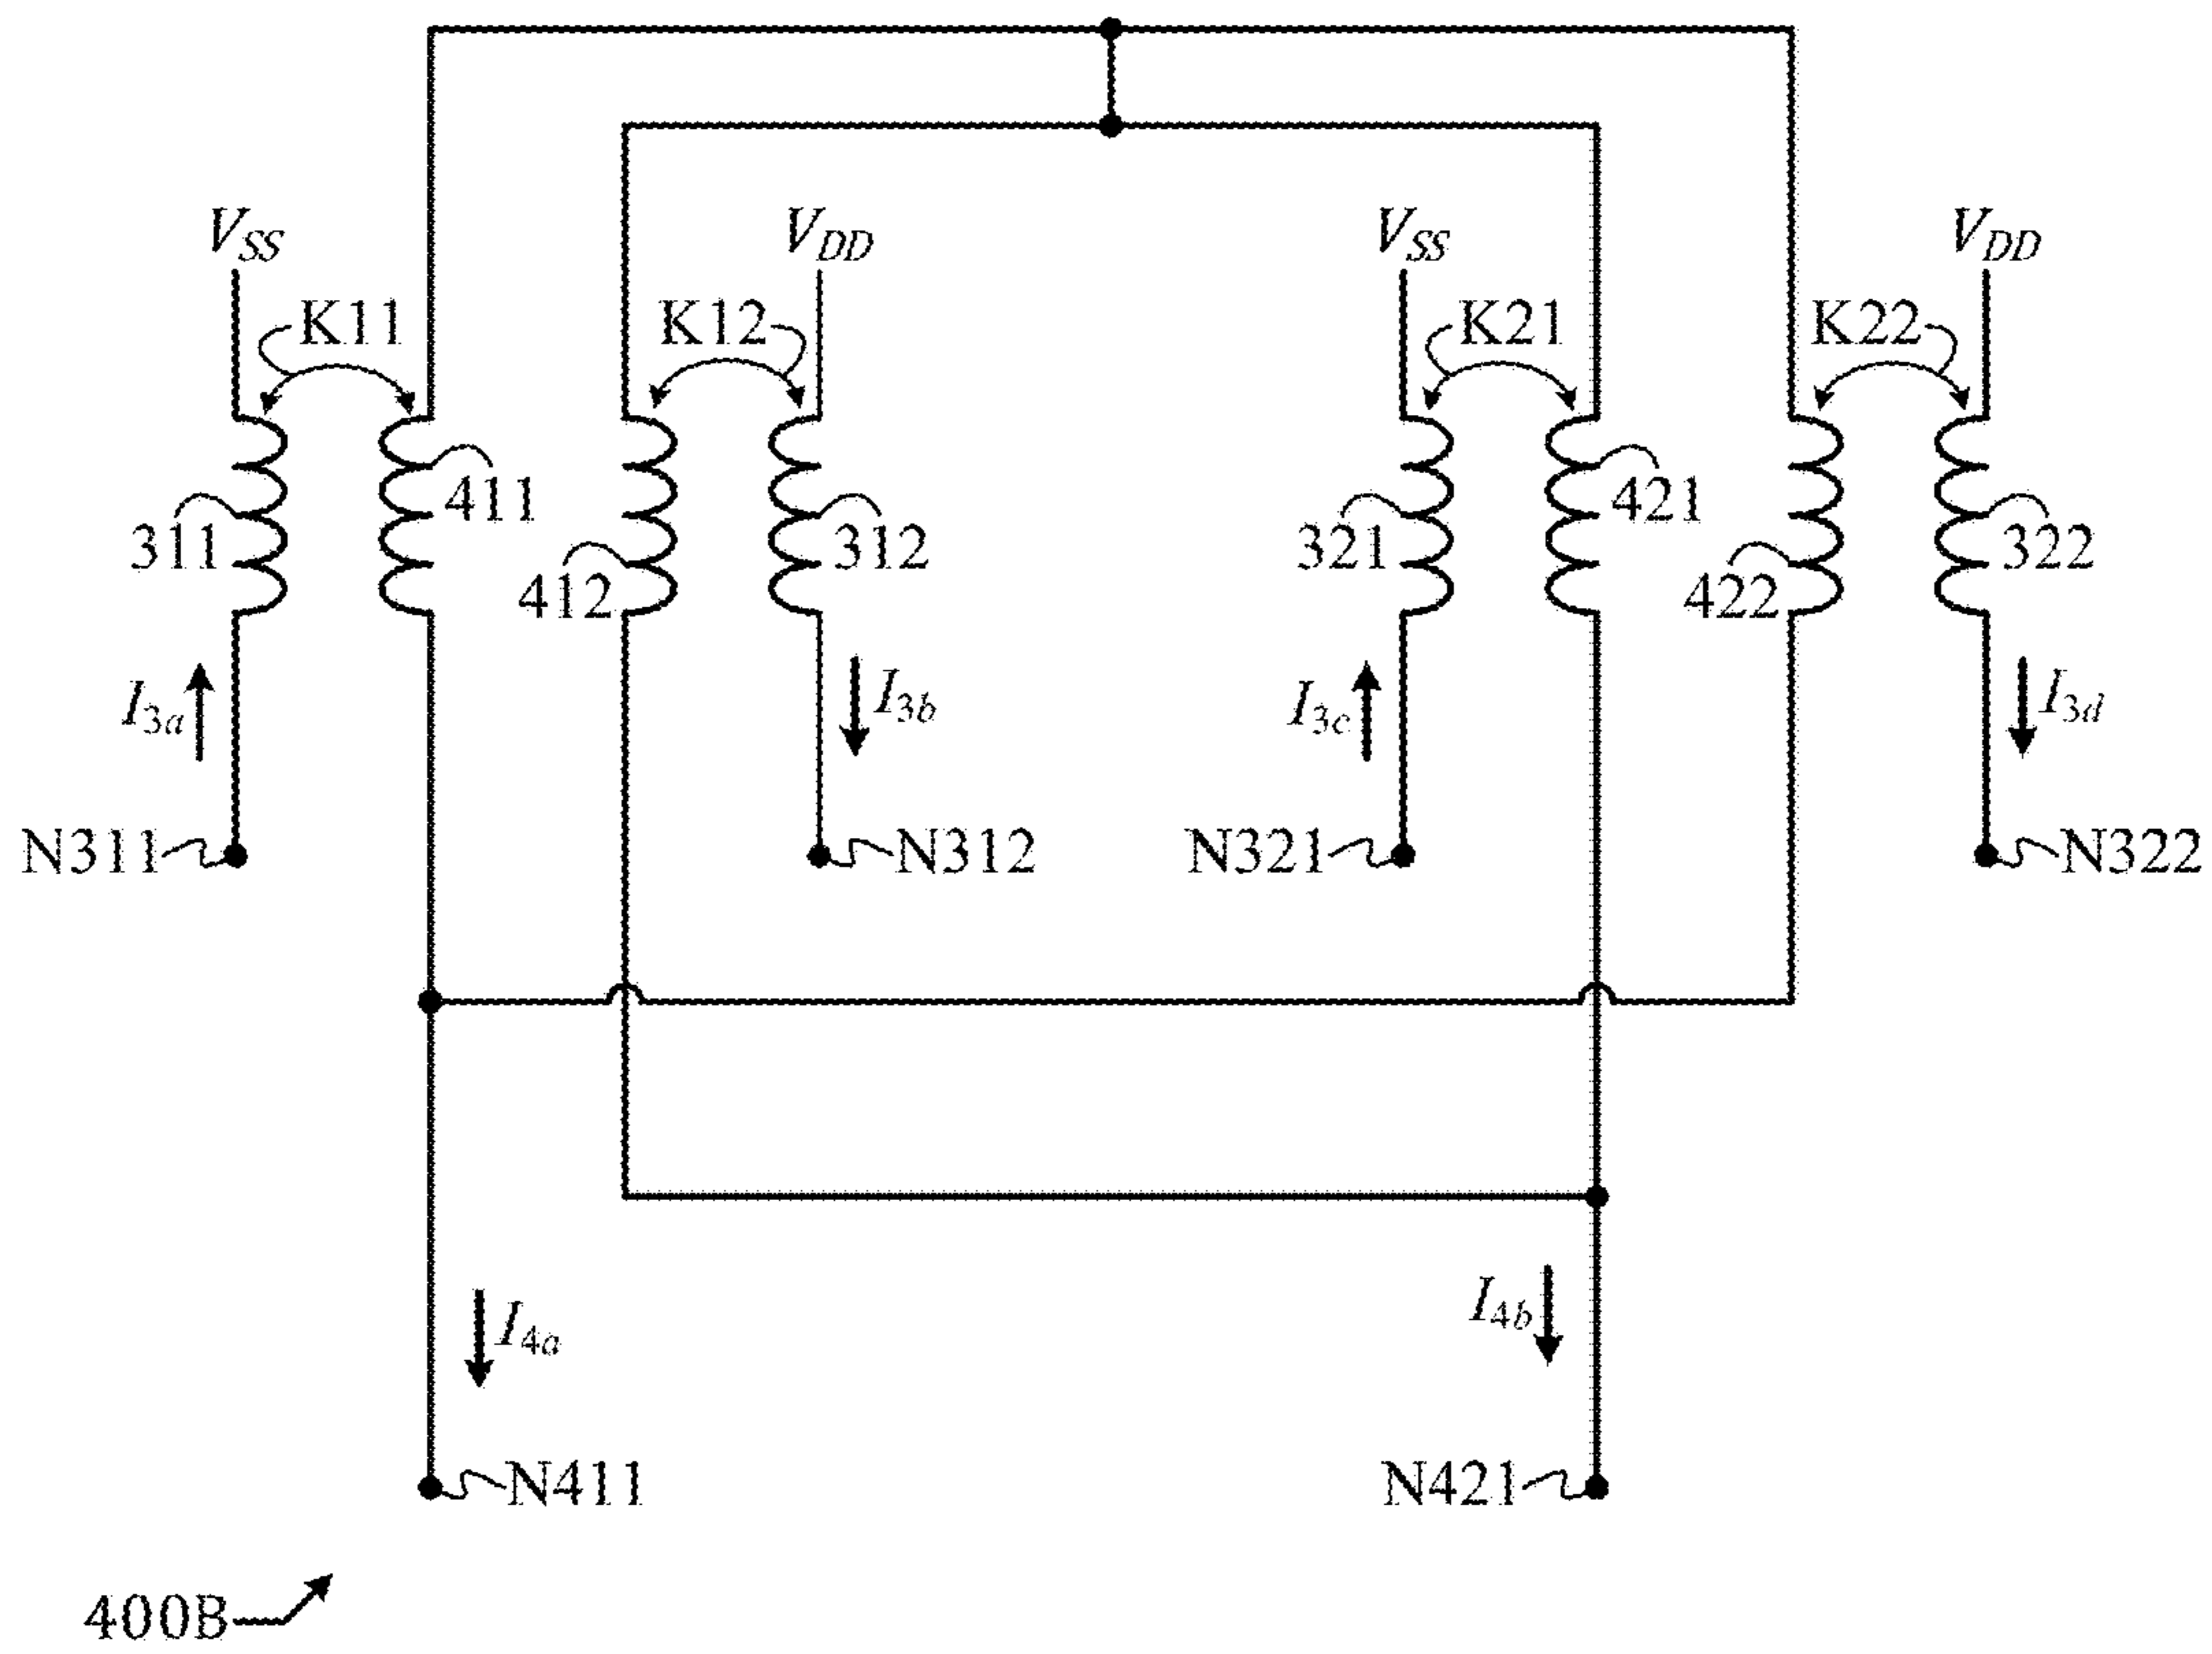 VSS VDD VSS VDD
K11 K12 K21 K22
411 421
311 312 321 322
412 422
I3a I3b I3c I3d
N311 N312 N321 N322
I4a I4b
N411 N421
400B